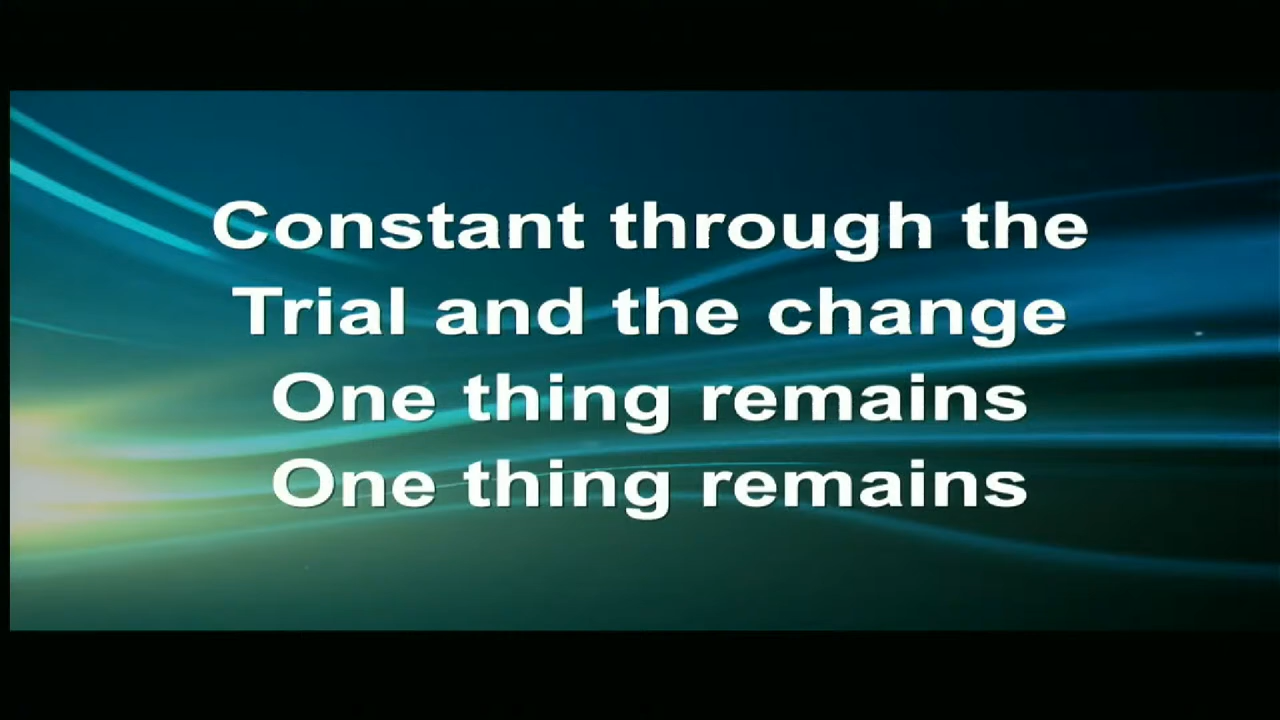 Constant through the
Trial and the change
One thing remains
One thing remains